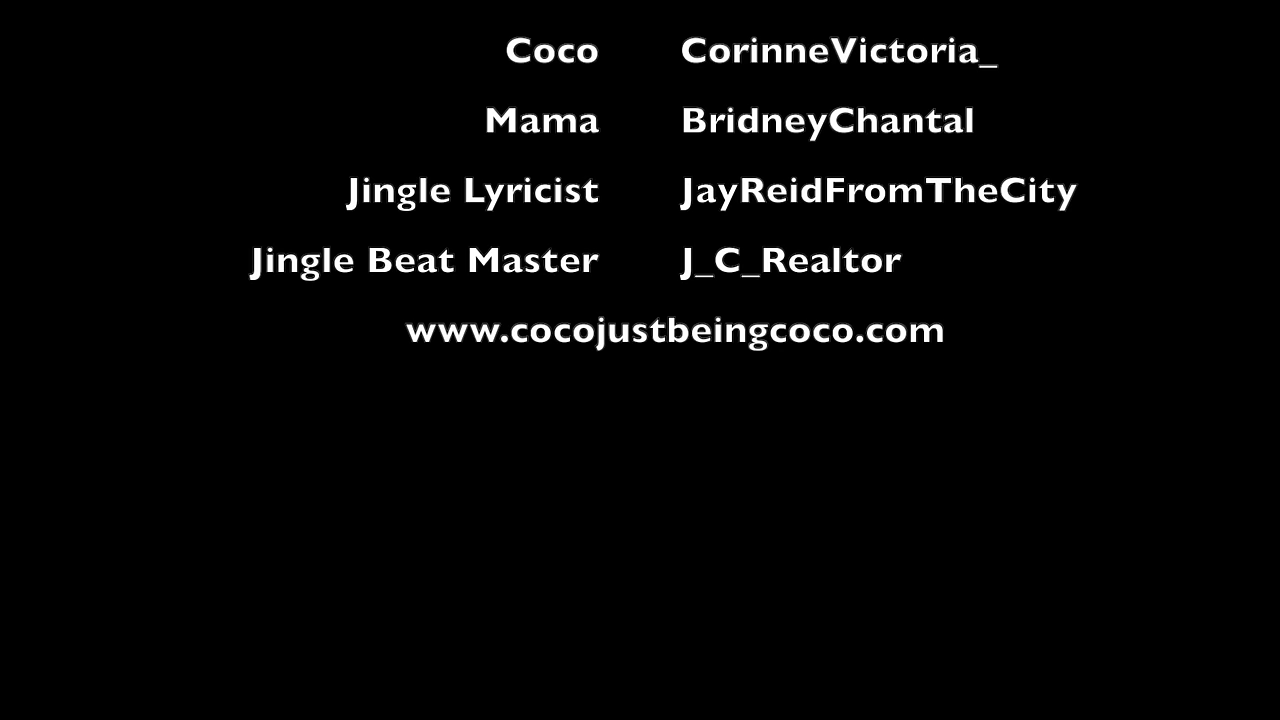 Coco CorinneVictoria_
Mama BridneyChantal
Jingle Lyricist JayReidFromTheCity
Jingle Beat Master J_C_Realtor
www.cocojustbeingcoco.com